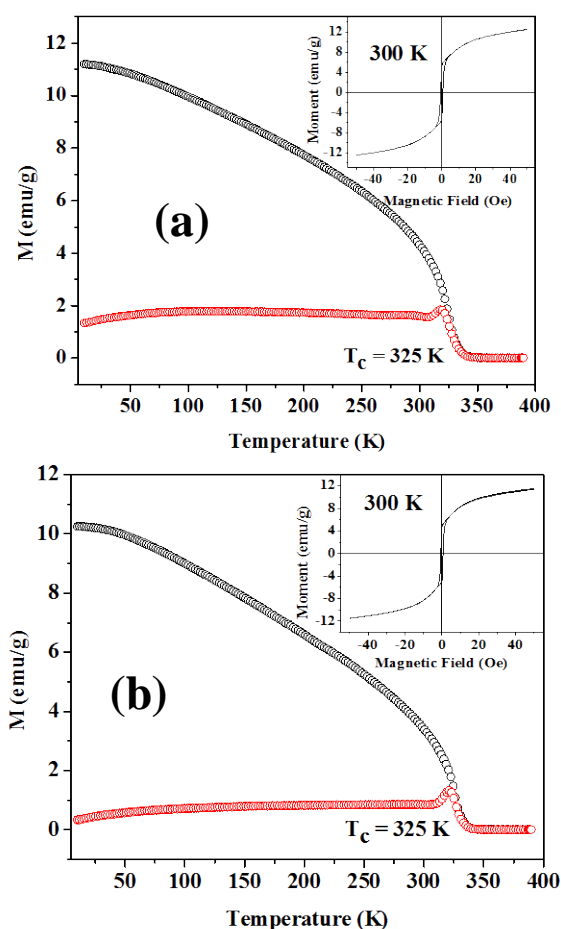 12
10
8
6
4
2
0
M (emu/g)
50 100 150 200 250 300 350 400
Temperature (K)
(a)
T_c = 325 K
300 K
12
8
4
0
-4
-8
-12
Moment (emu/g)
-40 -20 0 20 40
Magnetic Field (Oe)
12
10
8
6
4
2
0
M (emu/g)
50 100 150 200 250 300 350 400
Temperature (K)
(b)
T_c = 325 K
300 K
12
8
4
0
-4
-8
-12
Moment (emu/g)
-40 -20 0 20 40
Magnetic Field (Oe)